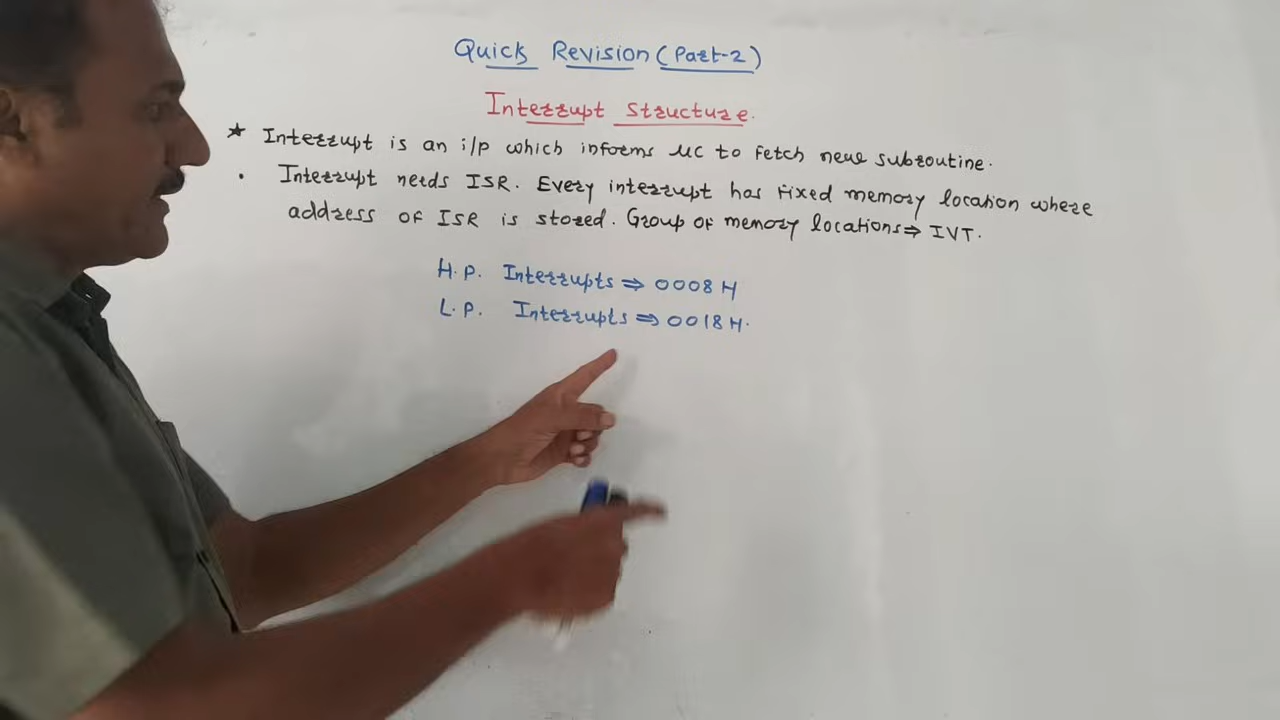 Quick Revision (Part-2)
Interrupt Structure.
★ Interrupt is an i/p which informs µC to Fetch new subroutine.
• Interrupt needs ISR. Every interrupt has fixed memory location where
address of ISR is stored. Group of memory locations ⇒ IVT.
H.P. Interrupts ⇒ 0008 H
L.P. Interrupts ⇒ 0018 H.